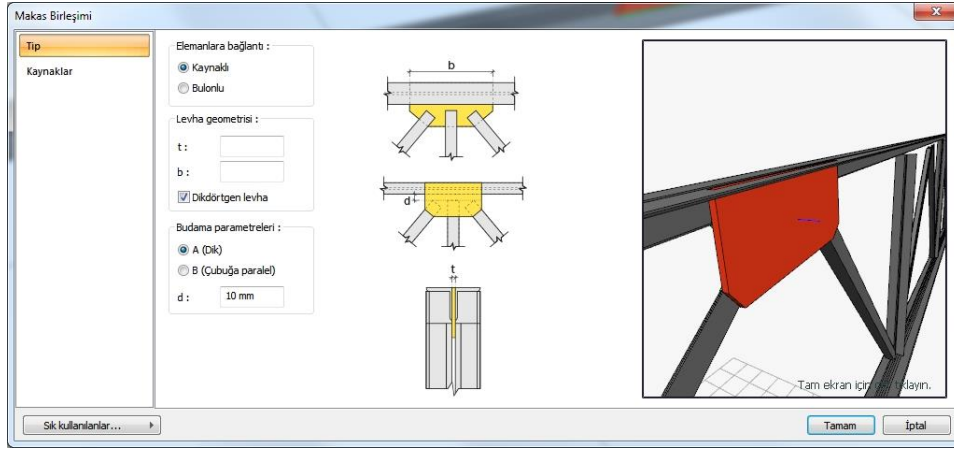 Makas Birleşimi
Tip
Kaynaklar
Elemanlara bağlantı :
Kaynaklı
Bulonlu
Levha geometrisi :
t :
b :
Dikdörtgen levha
Budama parametreleri :
A (Dik)
B (Çubuğa paralel)
d : 10 mm
b
d
t
Tam ekran için tıklayın.
Sık kullanılanlar...
Tamam
İptal